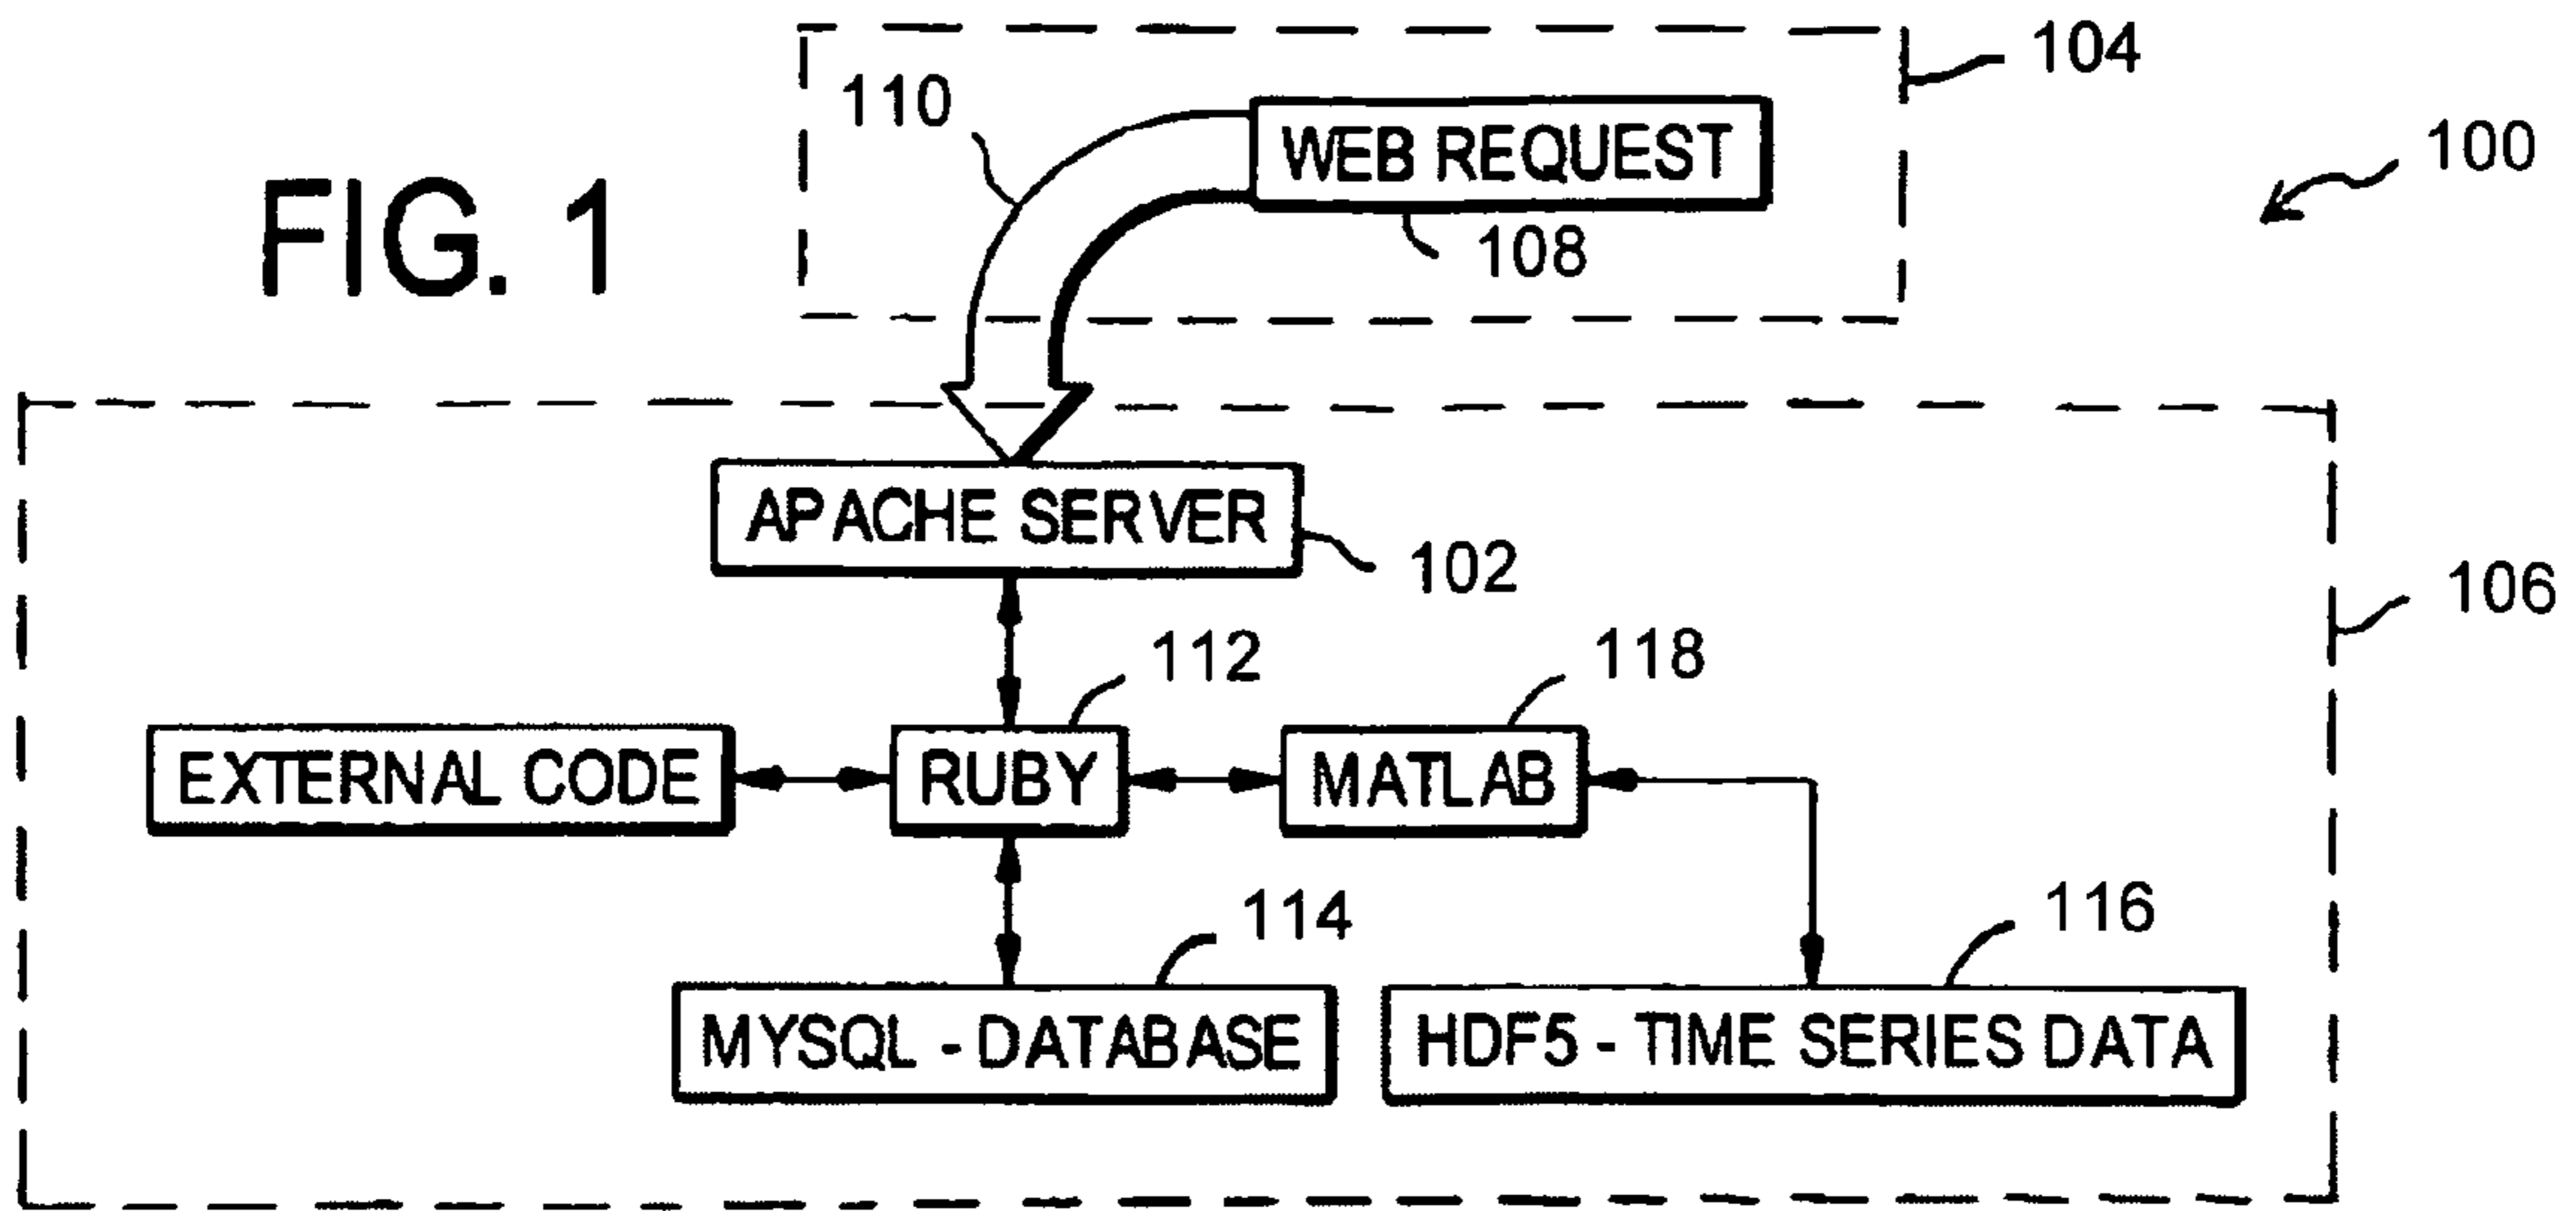 104
110
WEB REQUEST
100
FIG. 1
108
APACHE SERVER
102
106
112
118
EXTERNAL CODE
RUBY
MATLAB
114
116
MYSQL - DATABASE
HDF5 - TIME SERIES DATA